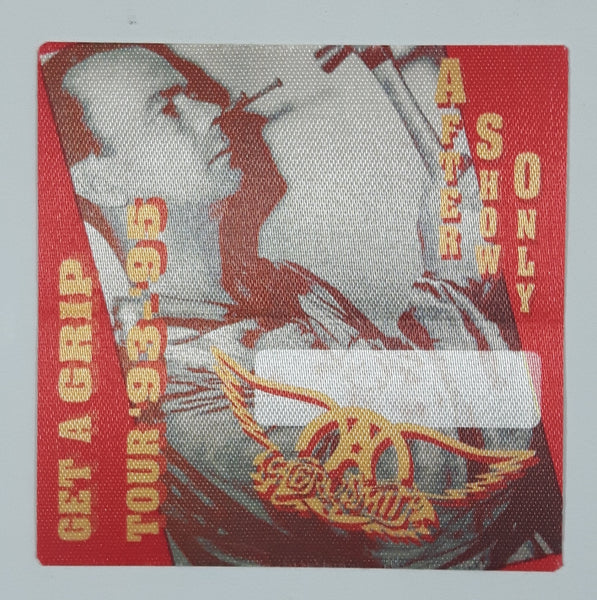 GET A GRIP
TOUR '93-'95
AFTER
SHOW
ONLY
AEROSMITH